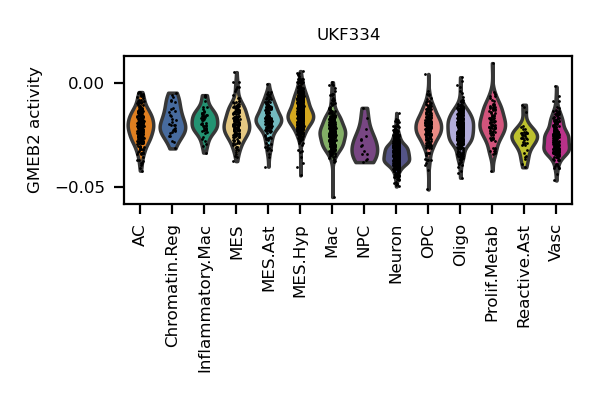 UKF334
GMEB2 activity
0.00
−0.05
AC
Chromatin.Reg
Inflammatory.Mac
MES
MES.Ast
MES.Hyp
Mac
NPC
Neuron
OPC
Oligo
Prolif.Metab
Reactive.Ast
Vasc